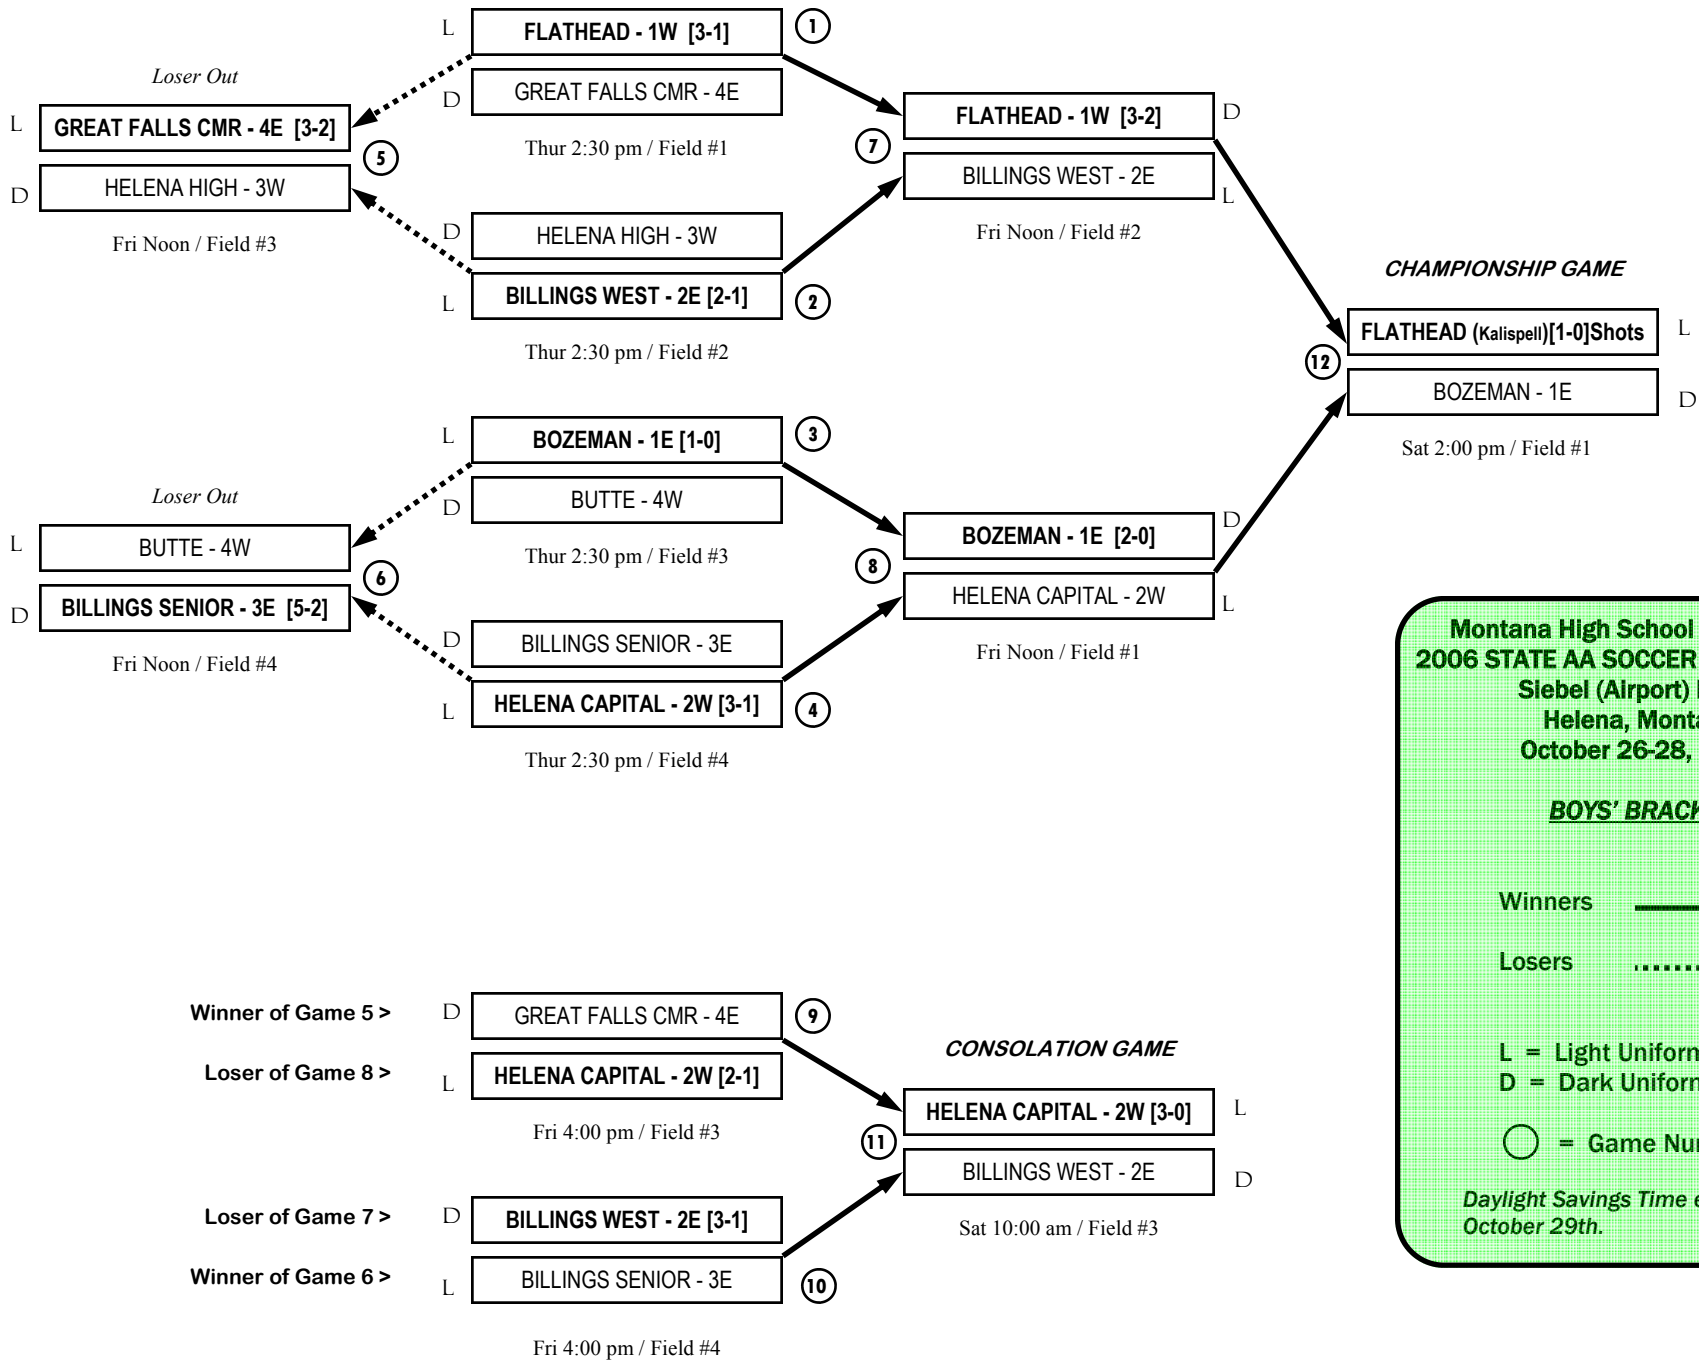 L
FLATHEAD - 1W [3-1]
1
D
GREAT FALLS CMR - 4E
Thur 2:30 pm / Field #1
Loser Out
L
GREAT FALLS CMR - 4E [3-2]
5
D
HELENA HIGH - 3W
Fri Noon / Field #3
D
HELENA HIGH - 3W
L
BILLINGS WEST - 2E [2-1]
2
Thur 2:30 pm / Field #2
FLATHEAD - 1W [3-2]
D
7
BILLINGS WEST - 2E
L
Fri Noon / Field #2
CHAMPIONSHIP GAME
FLATHEAD (Kalispell)[1-0]Shots
L
12
BOZEMAN - 1E
D
Sat 2:00 pm / Field #1
L
BOZEMAN - 1E [1-0]
3
D
BUTTE - 4W
Thur 2:30 pm / Field #3
Loser Out
L
BUTTE - 4W
6
D
BILLINGS SENIOR - 3E [5-2]
Fri Noon / Field #4
D
BILLINGS SENIOR - 3E
L
HELENA CAPITAL - 2W [3-1]
4
Thur 2:30 pm / Field #4
BOZEMAN - 1E [2-0]
D
8
HELENA CAPITAL - 2W
L
Fri Noon / Field #1
Montana High School
2006 STATE AA SOCCER
Siebel (Airport)
Helena,
October 26-28,
BOYS'
Winners
Losers
L = Light
D = Dark
= Game
Daylight Savings Time
October 29th.
Winner of Game 5 >
D
GREAT FALLS CMR - 4E
9
Loser of Game 8 >
L
HELENA CAPITAL - 2W [2-1]
Fri 4:00 pm / Field #3
CONSOLATION GAME
HELENA CAPITAL - 2W [3-0]
L
11
BILLINGS WEST - 2E
D
Sat 10:00 am / Field #3
Loser of Game 7 >
D
BILLINGS WEST - 2E [3-1]
Winner of Game 6 >
L
BILLINGS SENIOR - 3E
10
Fri 4:00 pm / Field #4